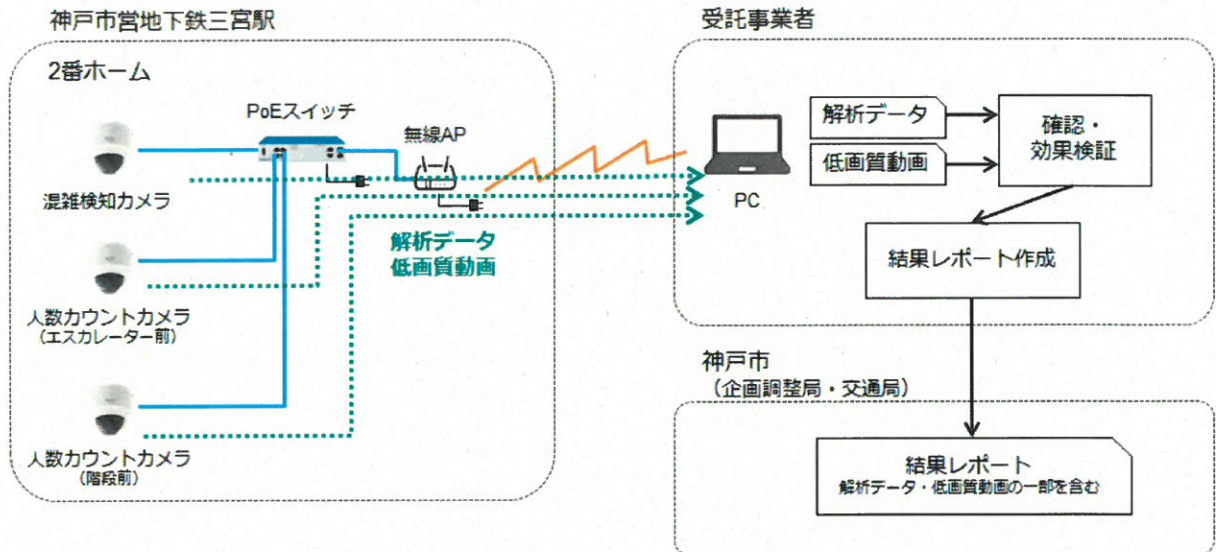 神戸市営地下鉄三宮駅
2番ホーム
PoEスイッチ
無線AP
混雑検知カメラ
人数カウントカメラ
(エスカレーター前)
人数カウントカメラ
(階段前)
解析データ
低画質動画
受託事業者
PC
解析データ
低画質動画
確認・
効果検証
結果レポート作成
神戸市
(企画調整局・交通局)
結果レポート
解析データ・低画質動画の一部を含む